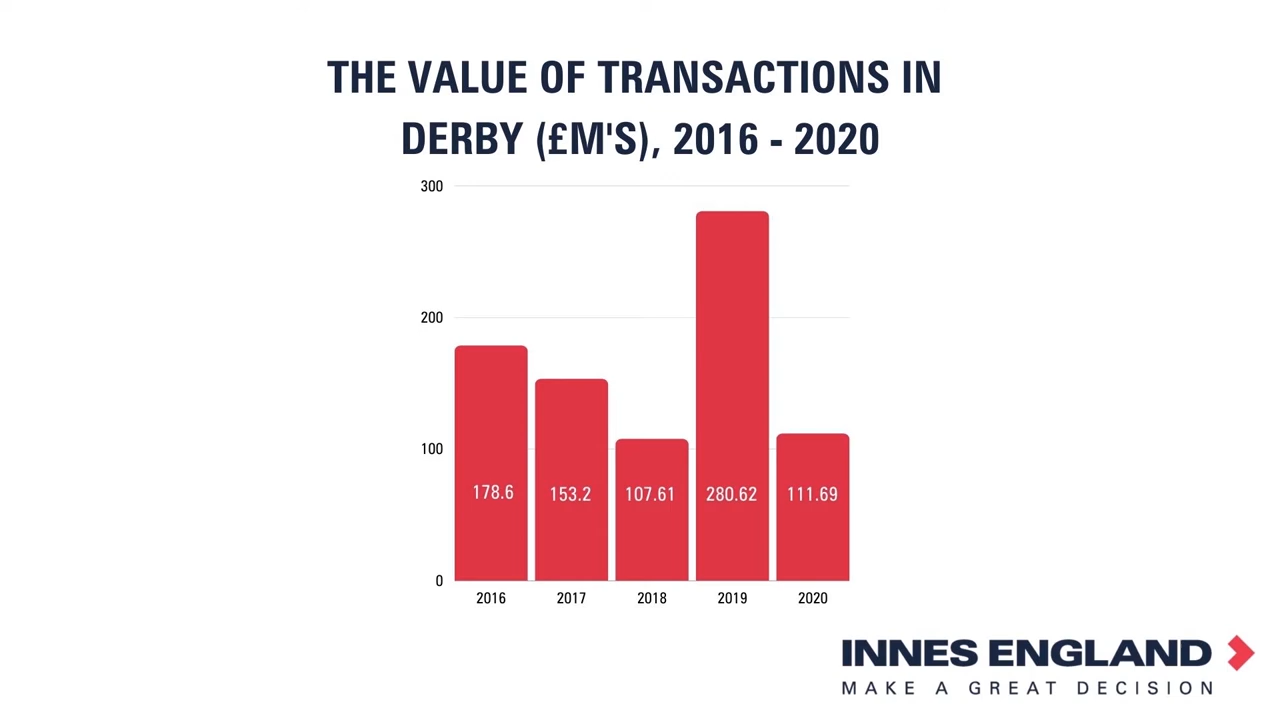 THE VALUE OF TRANSACTIONS IN
DERBY (£M'S), 2016 - 2020
300
200
100
0
178.6 153.2 107.61 280.62 111.69
2016 2017 2018 2019 2020
INNES ENGLAND
MAKE A GREAT DECISION